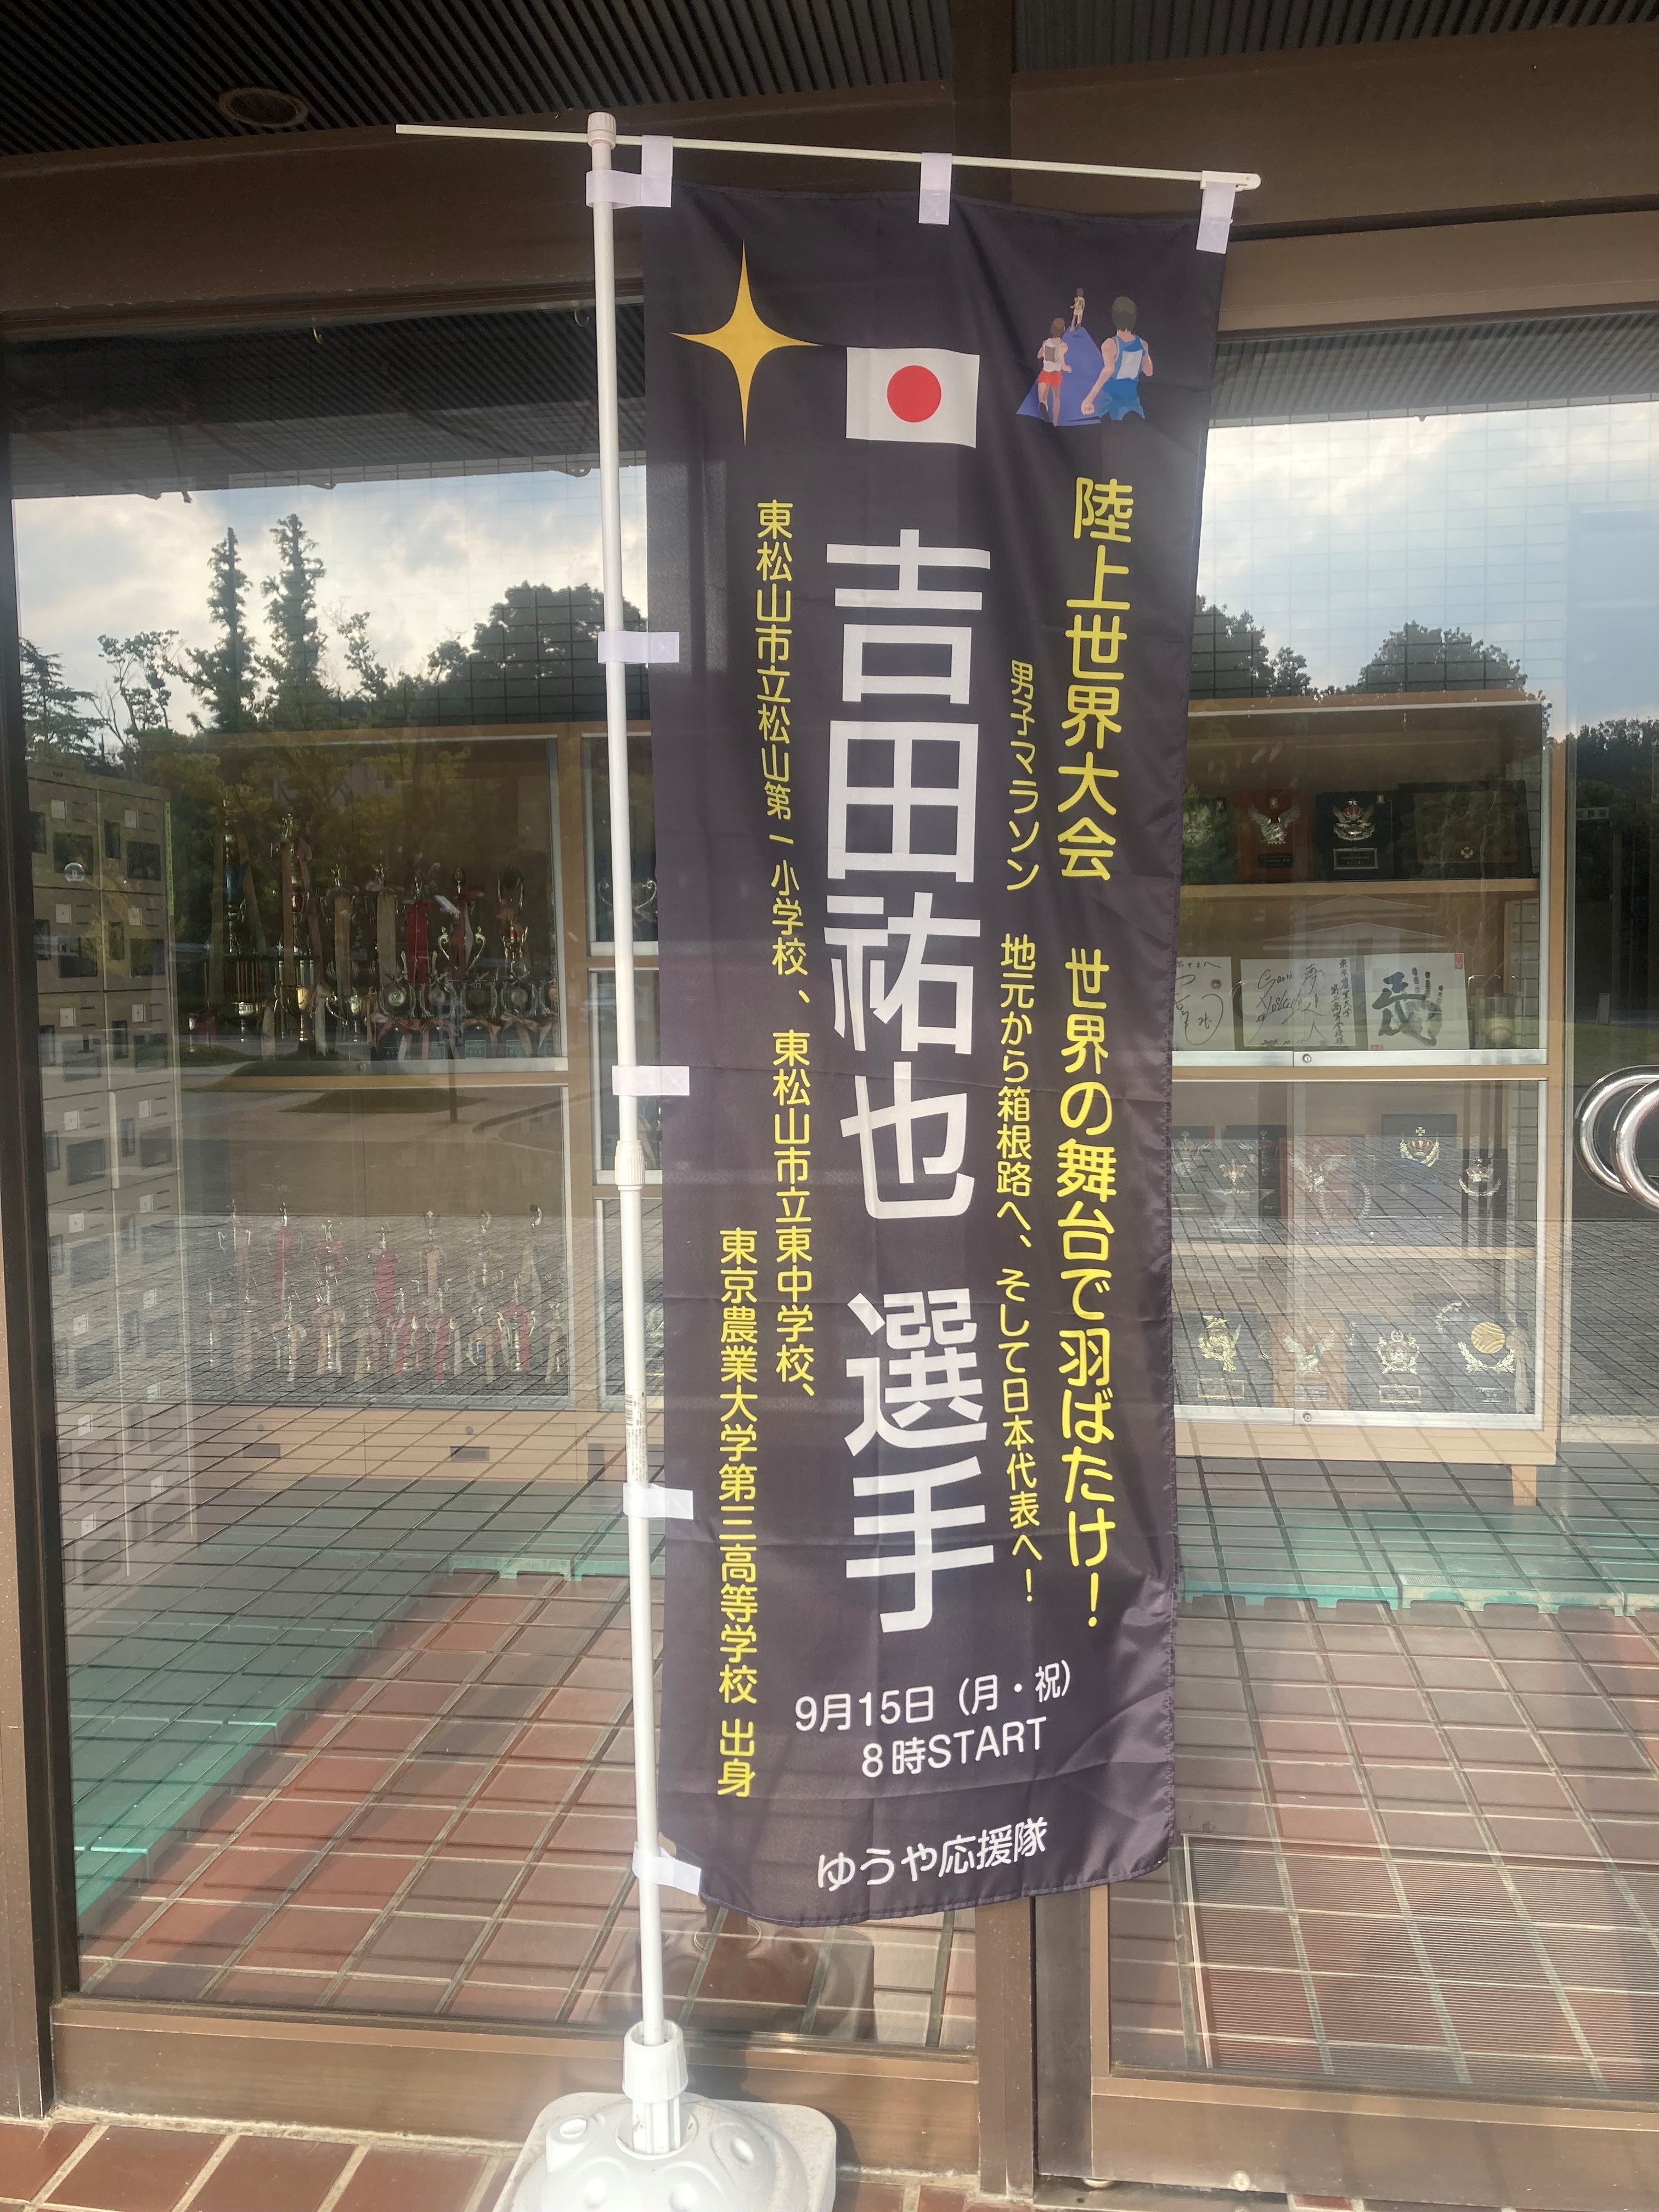 陸上世界大会 世界の舞台で羽ばたけ！
男子マラソン 地元から箱根路へ、そして日本代表へ！
吉田祐也 選手
東松山市立松山第一小学校、東松山市立東中学校、
東京農業大学第三高等学校 出身
9月15日（月・祝）
8時START
ゆうや応援隊